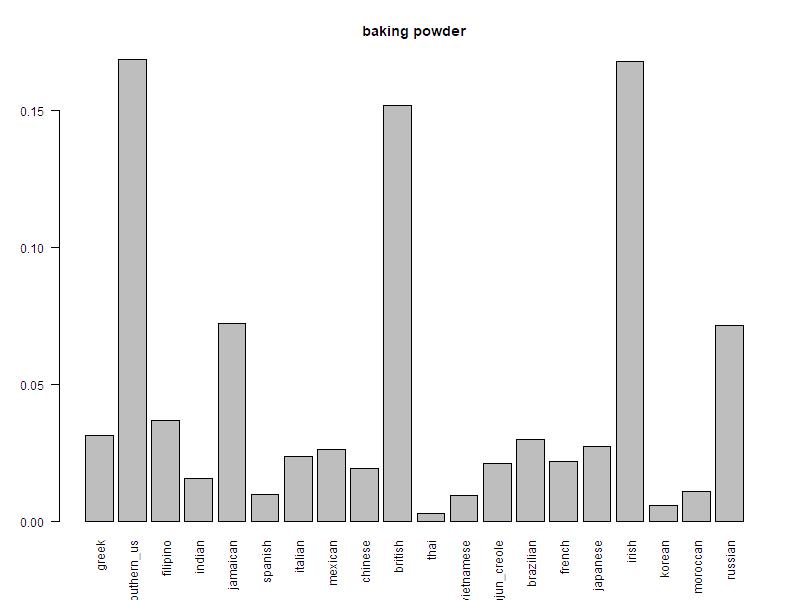 baking powder
0.15
0.10
0.05
0.00
greek
outhern_us
filipino
indian
jamaican
spanish
italian
mexican
chinese
british
thai
vietnamese
jun_creole
brazilian
french
japanese
irish
korean
moroccan
russian